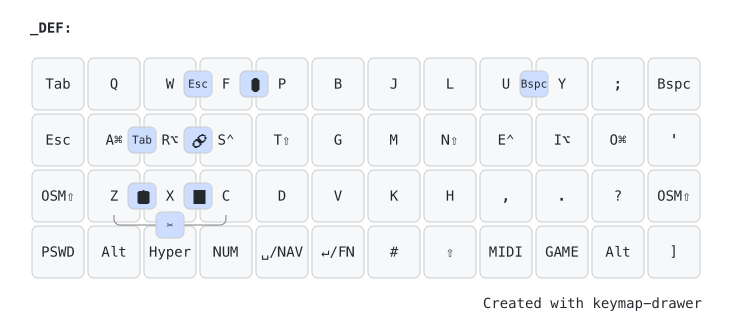 _DEF:
Tab Q W Esc F P B J L U Bspc Y ; Bspc
Esc A⌘ Tab R⌥ S^ T⇧ G M N⇧ E^ I⌥ O⌘ '
OSM⇧ Z X C D V K H , . ? OSM⇧
PSWD Alt Hyper NUM ␣/NAV ↵/FN # ⇧ MIDI GAME Alt ]
Created with keymap-drawer